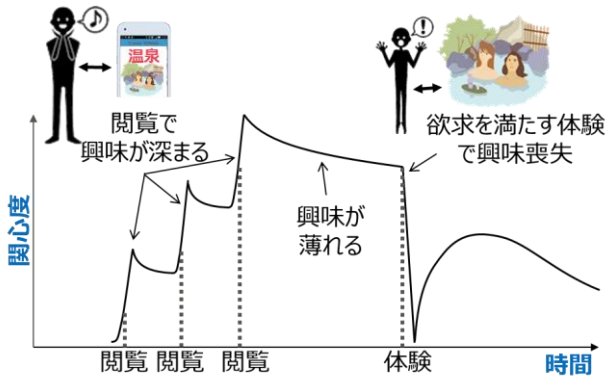 ♪
温泉
閲覧で
興味が深まる
!
欲求を満たす体験
で興味喪失
興味が
薄れる
関心度
閲覧 閲覧 閲覧 体験
時間